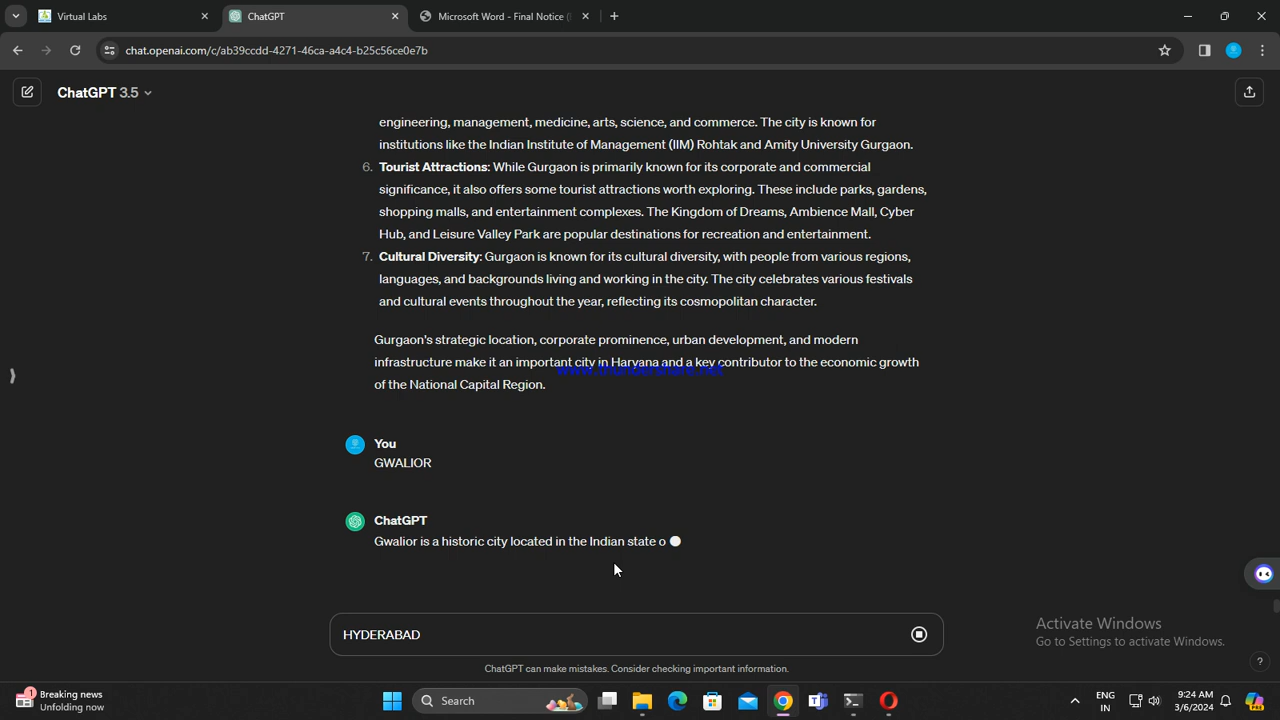 Virtual Labs
ChatGPT
Microsoft Word - Final Notice (
chat.openai.com/c/ab39ccdd-4271-46ca-a4c4-b25c56ce0e7b
ChatGPT 3.5
engineering, management, medicine, arts, science, and commerce. The city is known for
institutions like the Indian Institute of Management (IIM) Rohtak and Amity University Gurgaon.
6. Tourist Attractions: While Gurgaon is primarily known for its corporate and commercial
significance, it also offers some tourist attractions worth exploring. These include parks, gardens,
shopping malls, and entertainment complexes. The Kingdom of Dreams, Ambience Mall, Cyber
Hub, and Leisure Valley Park are popular destinations for recreation and entertainment.
7. Cultural Diversity: Gurgaon is known for its cultural diversity, with people from various regions,
languages, and backgrounds living and working in the city. The city celebrates various festivals
and cultural events throughout the year, reflecting its cosmopolitan character.
Gurgaon's strategic location, corporate prominence, urban development, and modern
infrastructure make it an important city in Haryana and a key contributor to the economic growth
www.thundershare.net
of the National Capital Region.
You
GWALIOR
ChatGPT
Gwalior is a historic city located in the Indian state o
HYDERABAD
Activate Windows
Go to Settings to activate Windows.
ChatGPT can make mistakes. Consider checking important information.
?
1
Breaking news
Unfolding now
Search
ENG
IN
9:24 AM
3/6/2024
PRE